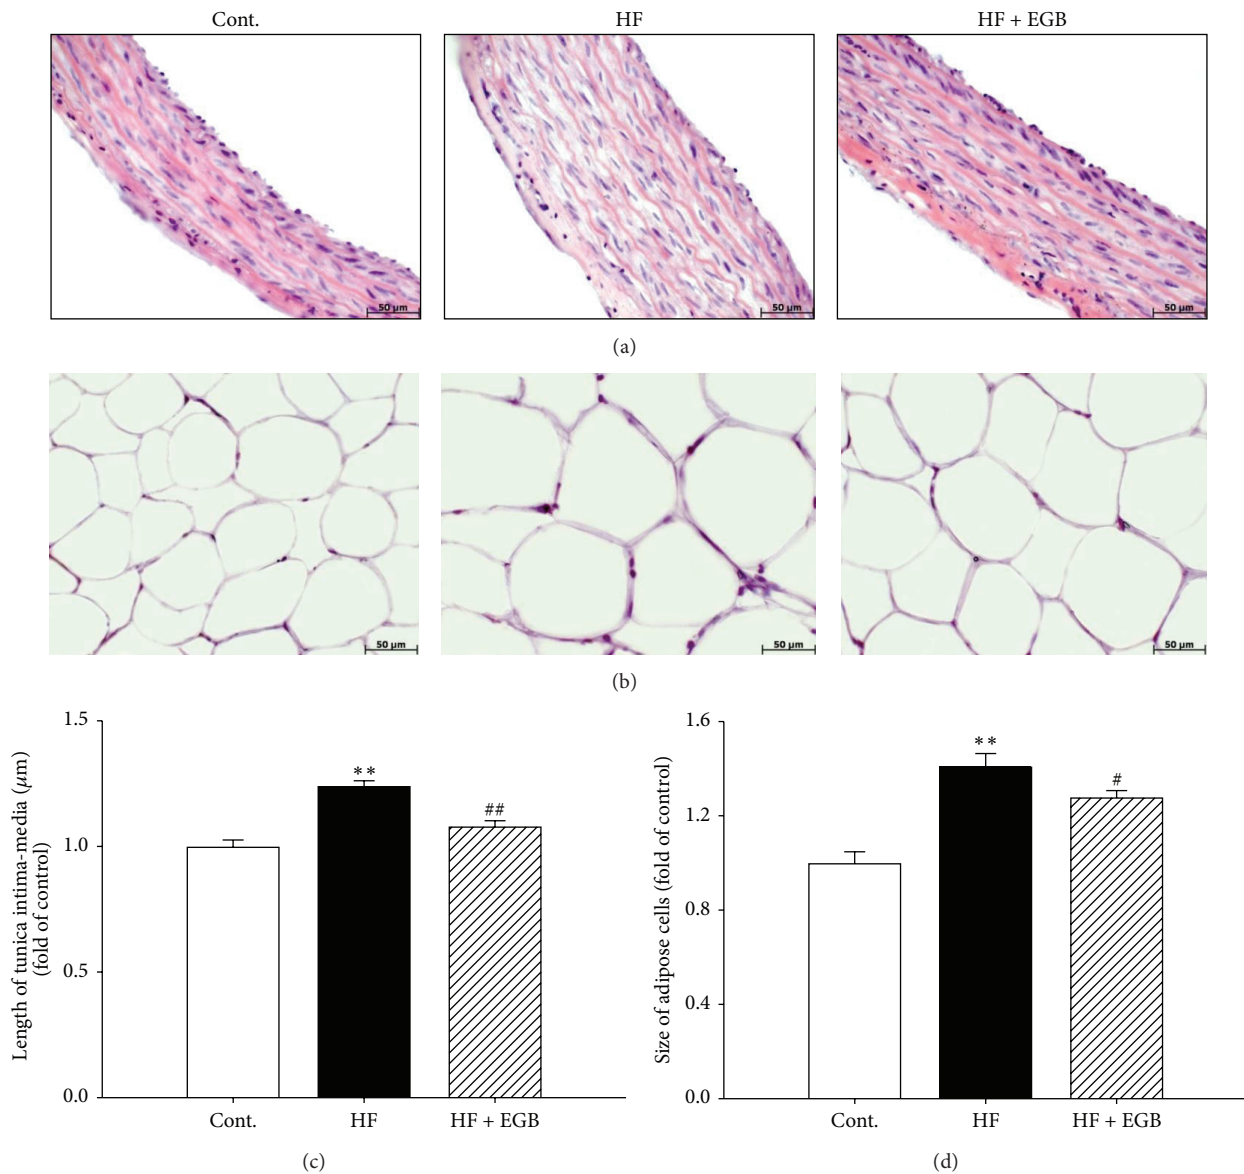 Cont.
HF
HF + EGB
50 µm
50 µm
50 µm
(a)
50 µm
50 µm
50 µm
(b)
Length of tunica intima-media (µm)
(fold of control)
1.5
1.0
0.5
0.0
**
##
Cont.
HF
HF + EGB
(c)
Size of adipose cells (fold of control)
1.6
1.2
0.8
0.4
0.0
**
#
Cont.
HF
HF + EGB
(d)